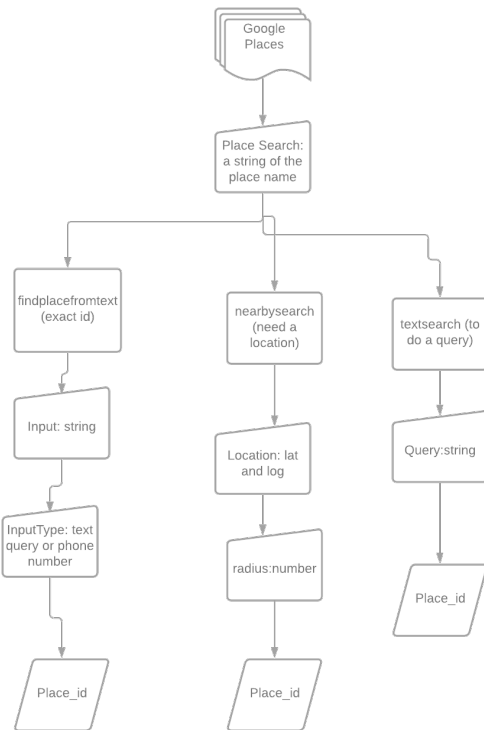 Google
Places
Place Search:
a string of the
place name
findplacefromtext
(exact id)
nearbysearch
(need a
location)
textsearch (to
do a query)
Input: string
Location: lat
and log
Query:string
InputType: text
query or phone
number
radius:number
Place_id
Place_id
Place_id